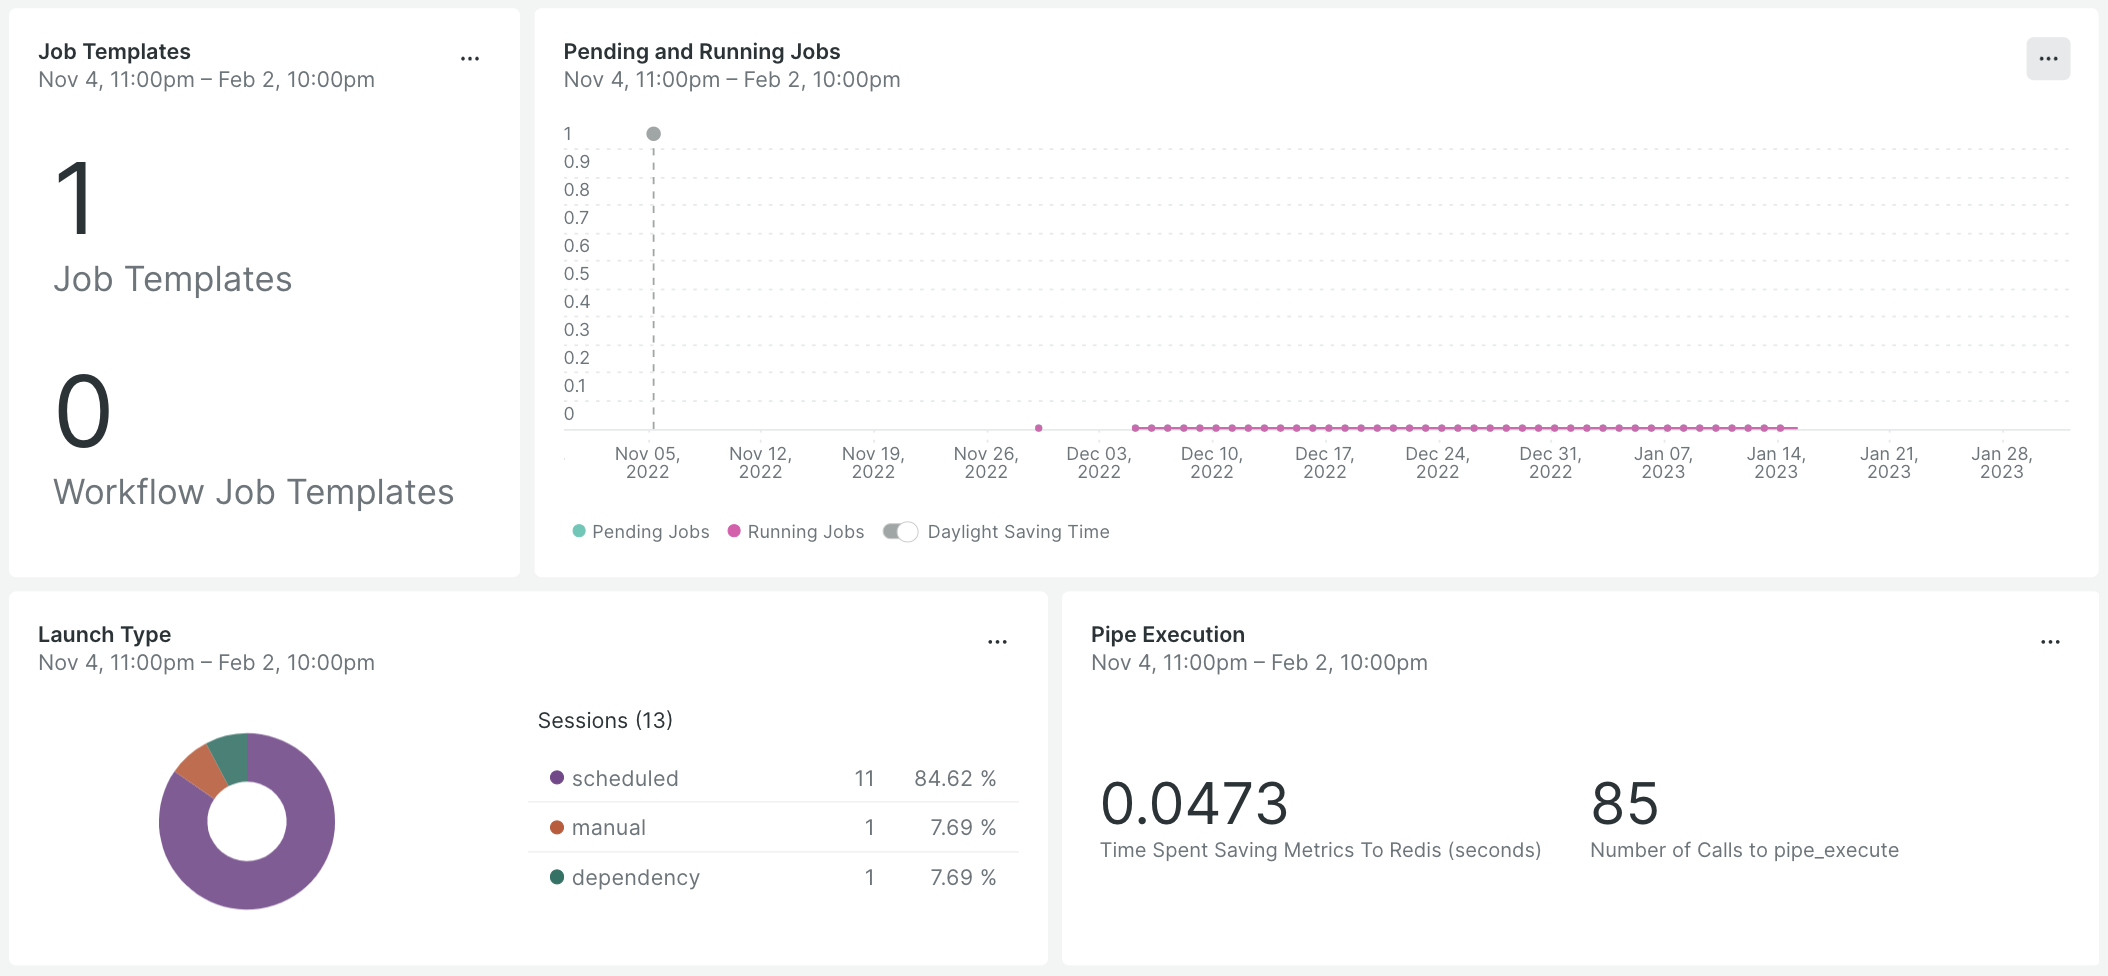 Job Templates
Nov 4, 11:00pm – Feb 2, 10:00pm
1
Job Templates
0
Workflow Job Templates
Pending and Running Jobs
Nov 4, 11:00pm – Feb 2, 10:00pm
1
0.9
0.8
0.7
0.6
0.5
0.4
0.3
0.2
0.1
0
Nov 05, 2022
Nov 12, 2022
Nov 19, 2022
Nov 26, 2022
Dec 03, 2022
Dec 10, 2022
Dec 17, 2022
Dec 24, 2022
Dec 31, 2022
Jan 07, 2023
Jan 14, 2023
Jan 21, 2023
Jan 28, 2023
Pending Jobs Running Jobs Daylight Saving Time
Launch Type
Nov 4, 11:00pm – Feb 2, 10:00pm
Sessions (13)
scheduled 11 84.62 %
manual 1 7.69 %
dependency 1 7.69 %
Pipe Execution
Nov 4, 11:00pm – Feb 2, 10:00pm
0.0473
Time Spent Saving Metrics To Redis (seconds)
85
Number of Calls to pipe_execute